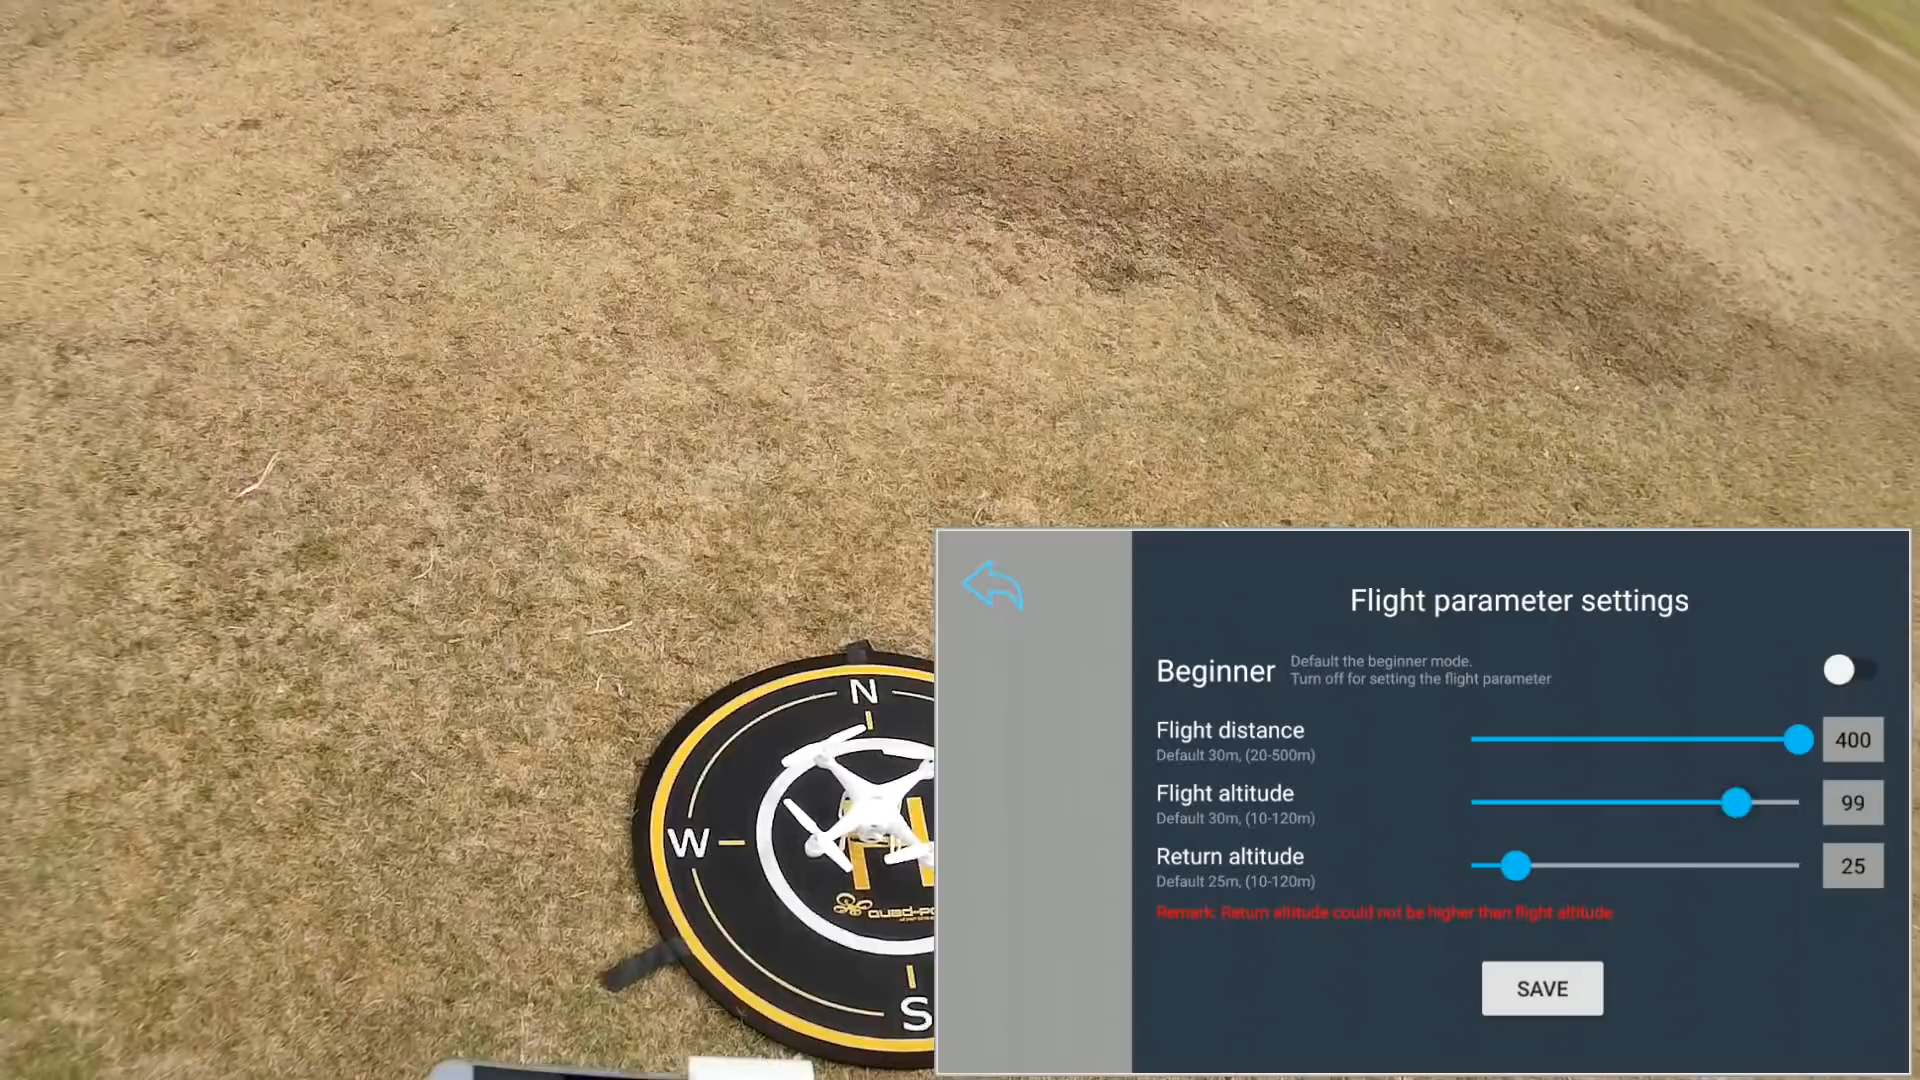 N
W
S
Flight parameter settings
Beginner
Default the beginner mode.
Turn off for setting the flight parameter
Flight distance
Default 30m, (20-500m)
400
Flight altitude
Default 30m, (10-120m)
99
Return altitude
Default 25m, (10-120m)
25
Remark: Return altitude could not be higher than flight altitude
SAVE